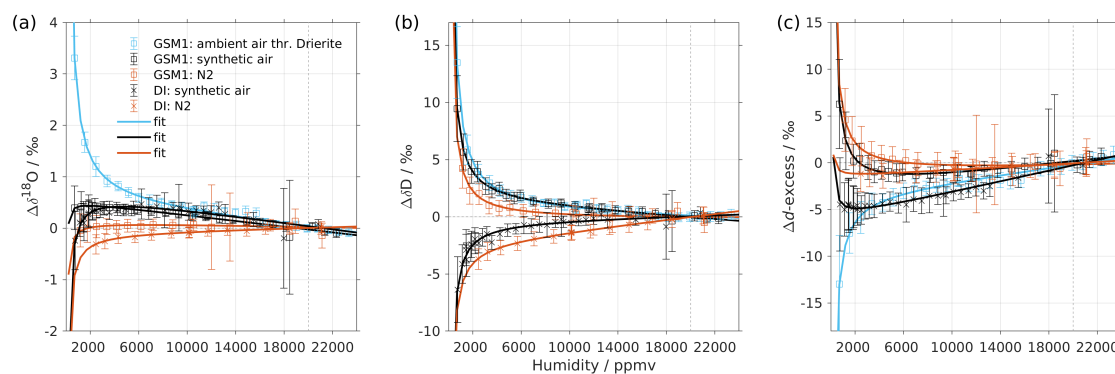 (a)
4
3
2
1
0
-1
-2
GSM1: ambient air thr. Drierite
GSM1: synthetic air
GSM1: N2
DI: synthetic air
DI: N2
fit
fit
fit
Δδ¹⁸O / ‰
2000 6000 10000 14000 18000 22000
(b)
15
10
5
0
-5
-10
ΔδD / ‰
2000 6000 10000 14000 18000 22000
Humidity / ppmv
(c)
15
10
5
0
-5
-10
-15
Δd-excess / ‰
2000 6000 10000 14000 18000 22000